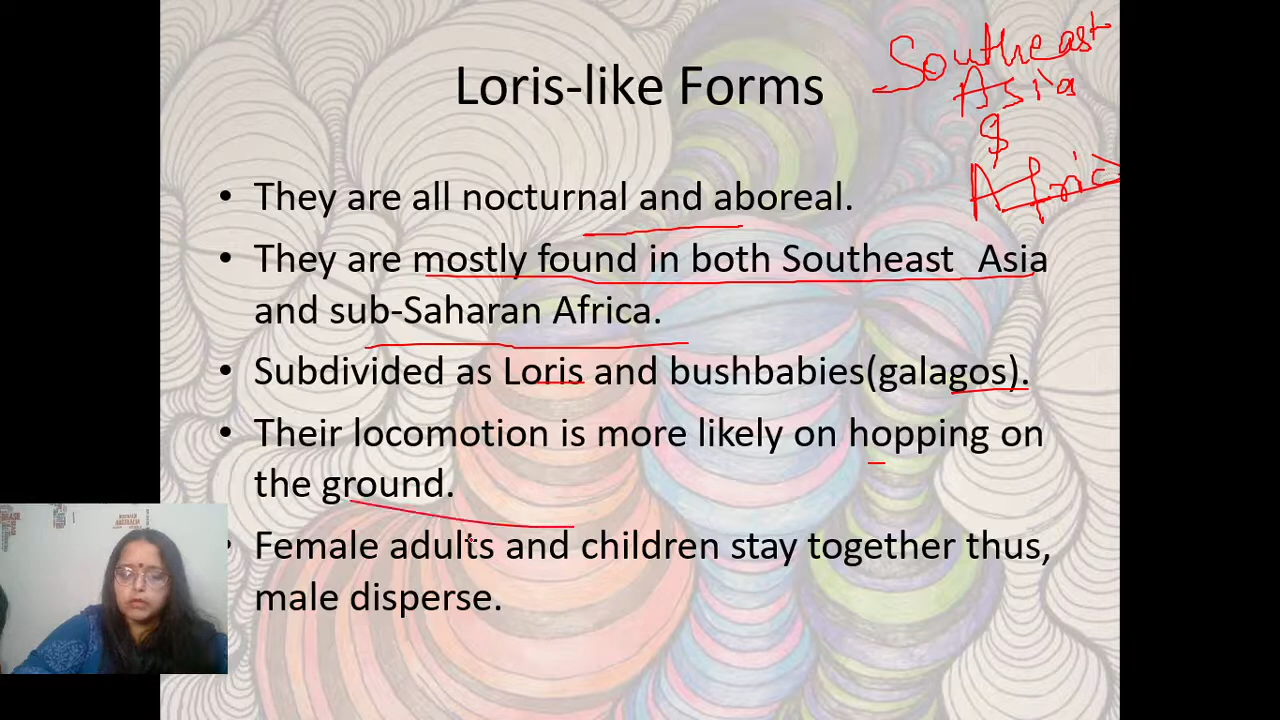 Loris-like Forms
Southeast
Asia
&
Afric
• They are all nocturnal and aboreal.
• They are mostly found in both Southeast Asia
and sub-Saharan Africa.
• Subdivided as Loris and bushbabies(galagos).
• Their locomotion is more likely on hopping on
the ground.
• Female adults and children stay together thus,
male disperse.